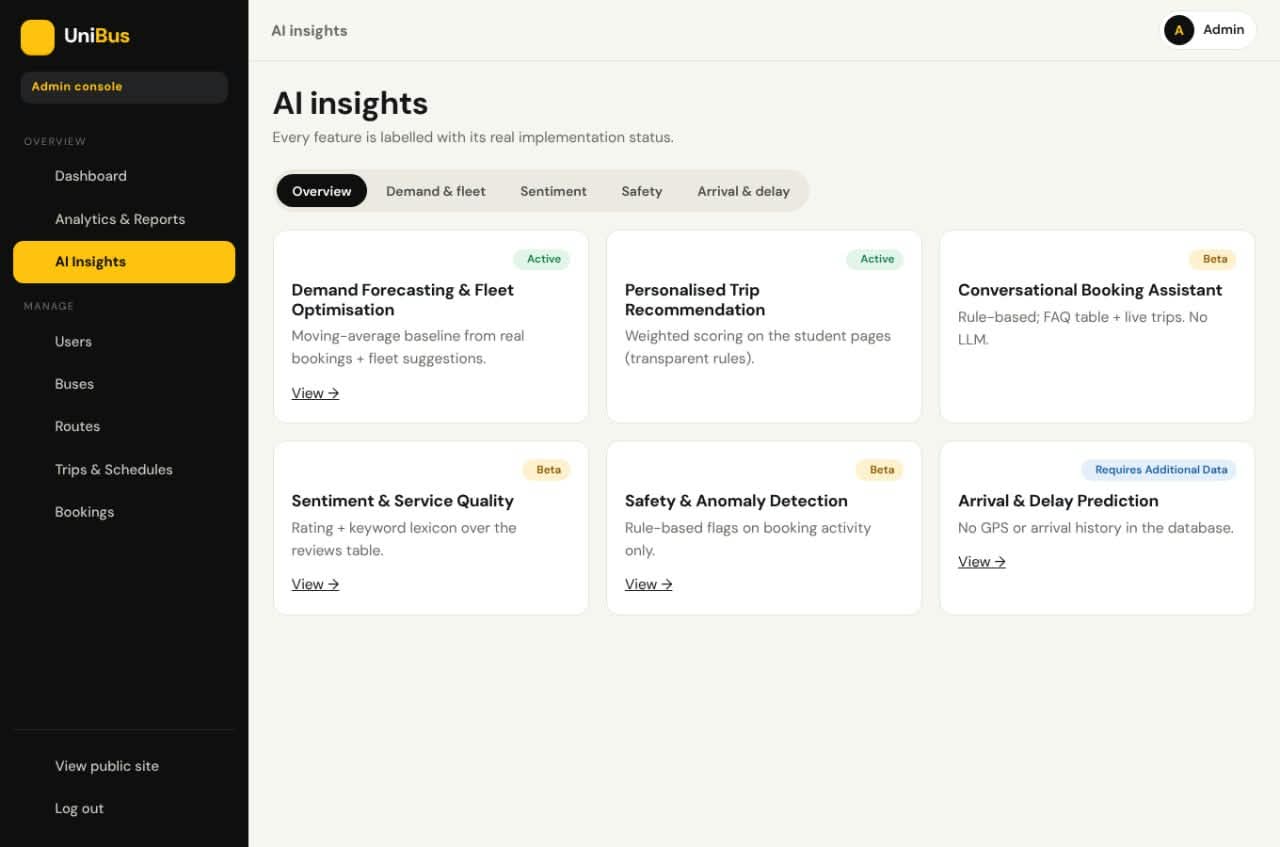 UniBus
Admin console
OVERVIEW
Dashboard
Analytics & Reports
AI Insights
MANAGE
Users
Buses
Routes
Trips & Schedules
Bookings
View public site
Log out
AI insights
A
Admin
AI insights
Every feature is labelled with its real implementation status.
Overview
Demand & fleet
Sentiment
Safety
Arrival & delay
Active
Demand Forecasting & Fleet
Optimisation
Moving-average baseline from real
bookings + fleet suggestions.
View →
Active
Personalised Trip
Recommendation
Weighted scoring on the student pages
(transparent rules).
Beta
Conversational Booking Assistant
Rule-based; FAQ table + live trips. No
LLM.
Beta
Sentiment & Service Quality
Rating + keyword lexicon over the
reviews table.
View →
Beta
Safety & Anomaly Detection
Rule-based flags on booking activity
only.
View →
Requires Additional Data
Arrival & Delay Prediction
No GPS or arrival history in the database.
View →